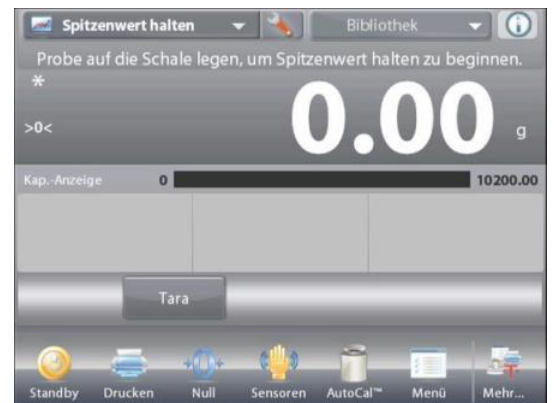 Spitzenwert halten Bibliothek
Probe auf die Schale legen, um Spitzenwert halten zu beginnen.
*
>0< 0.00 g
Kap.-Anzeige 0 10200.00
Tara
Standby Drucken Null Sensoren AutoCal™ Menü Mehr...